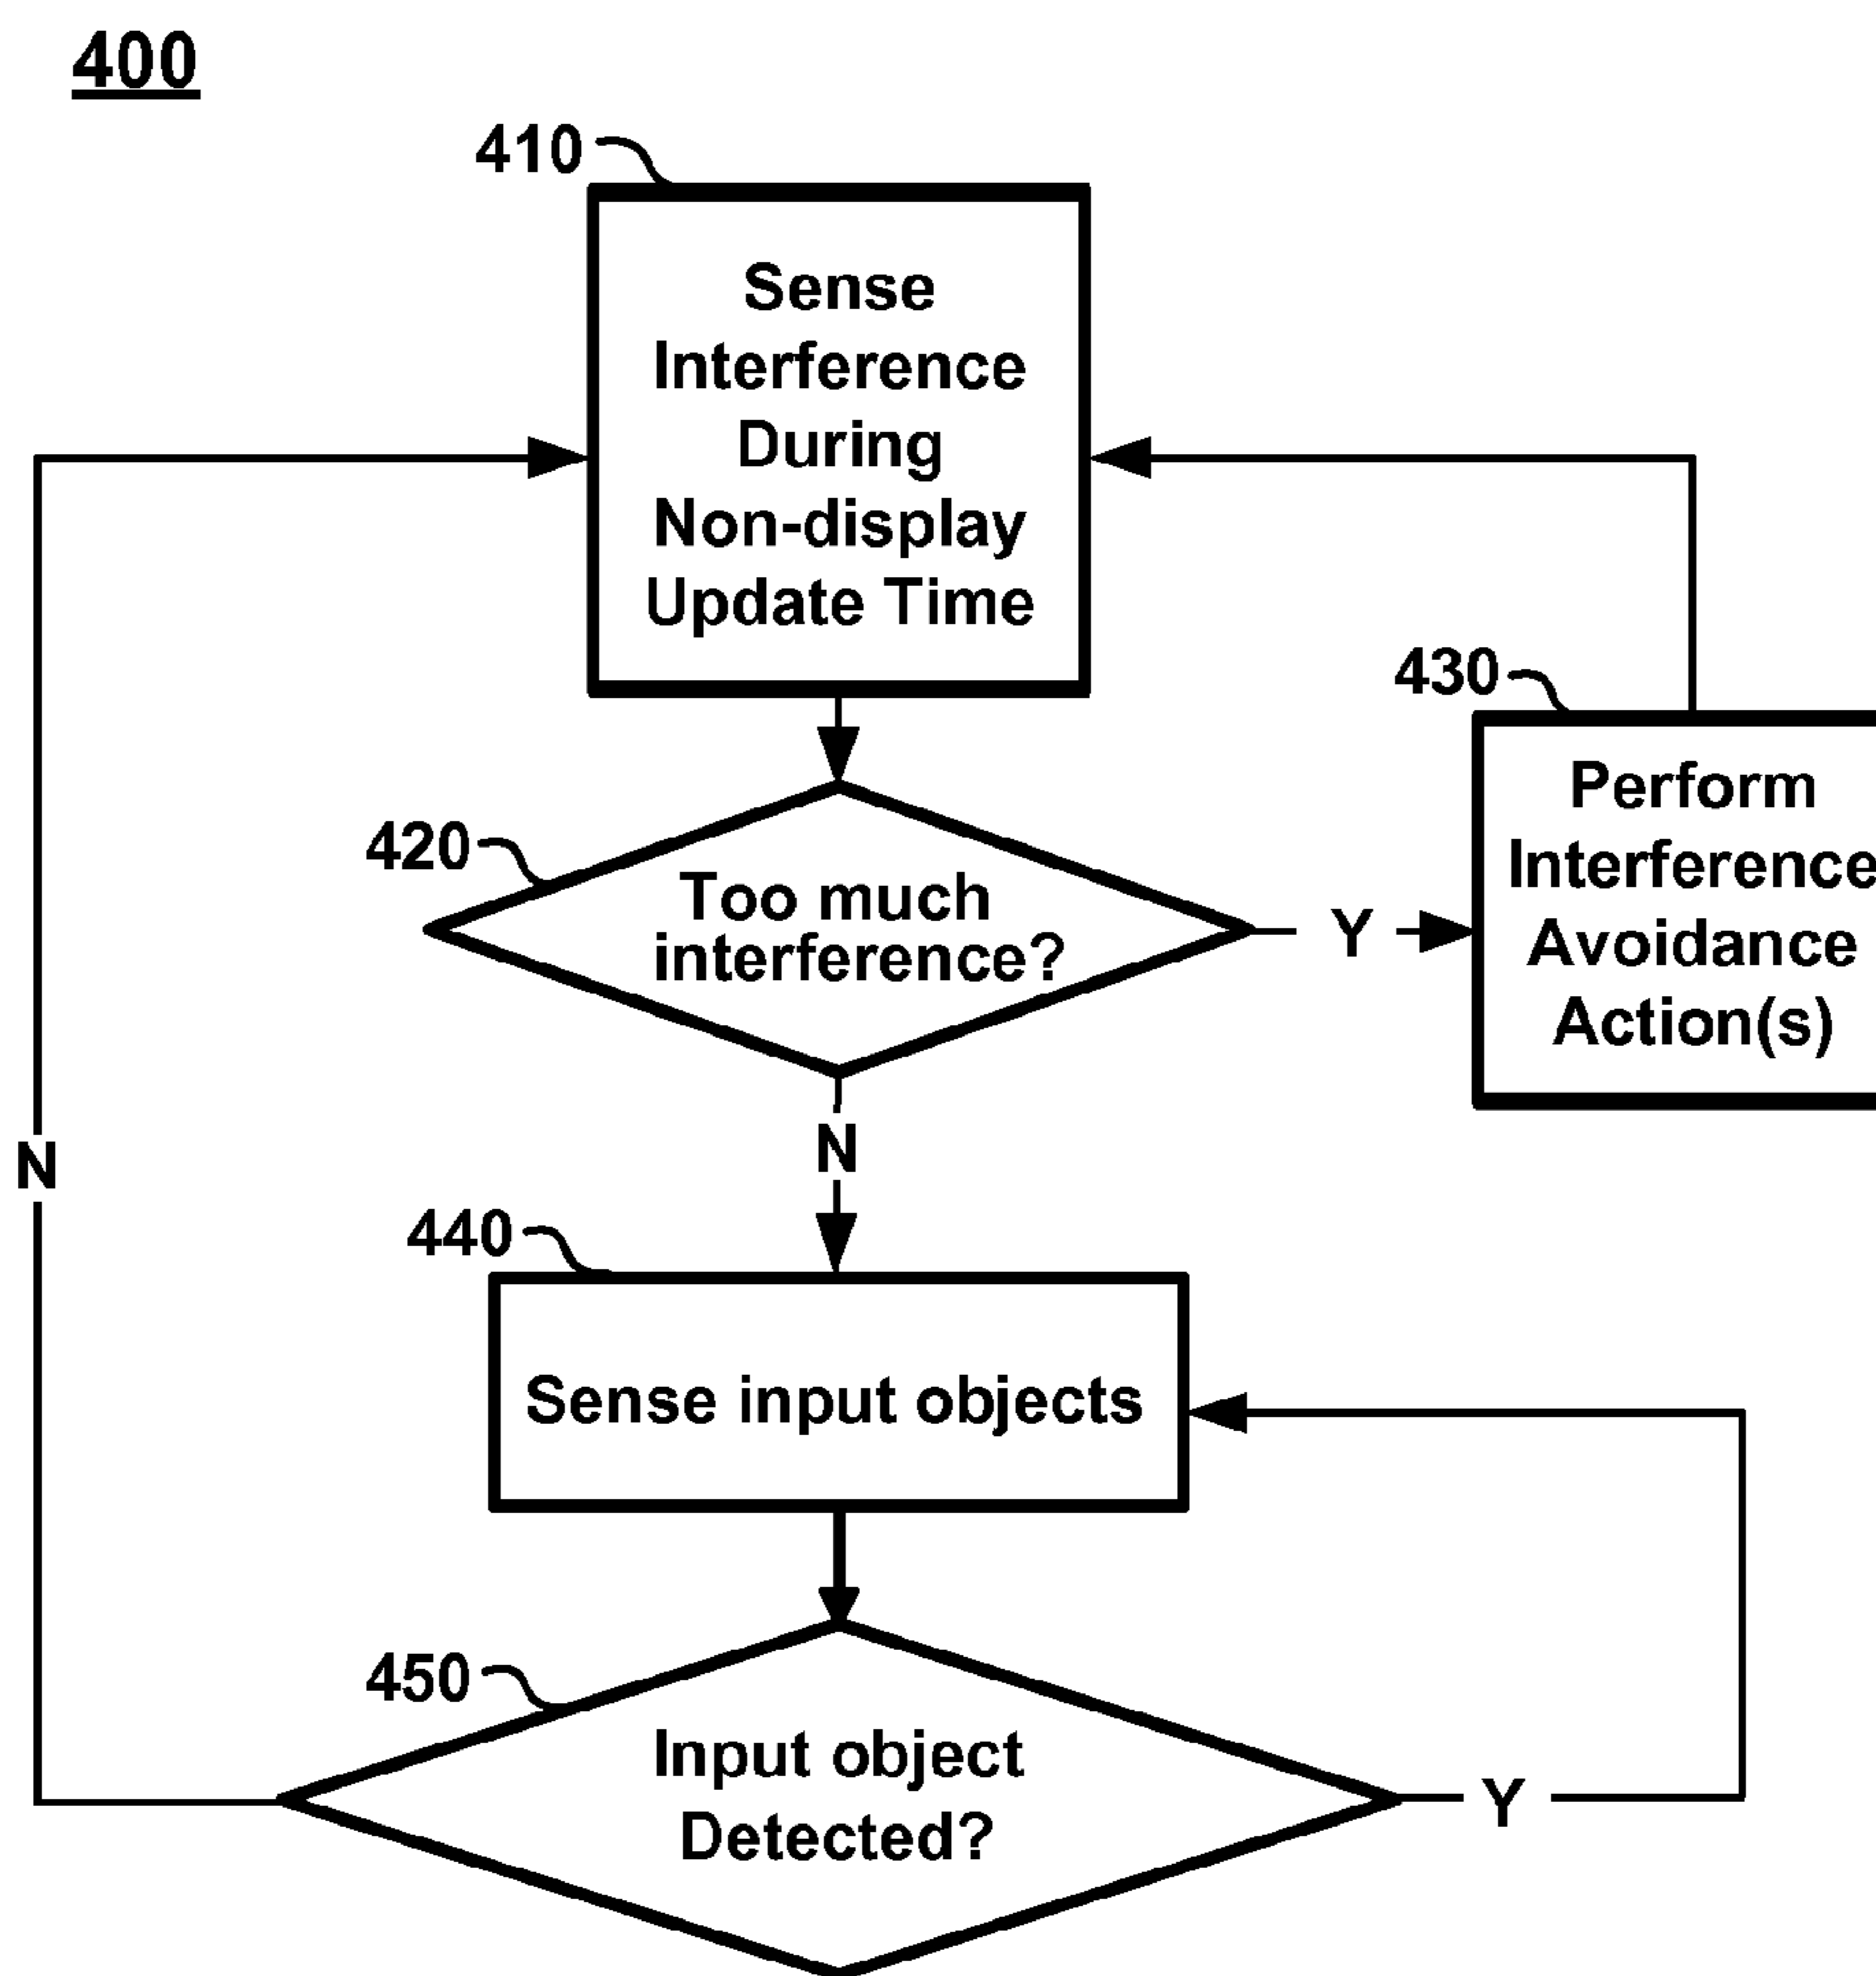 400
410
Sense
Interference
During
Non-display
Update Time
430
Perform
Interference
Avoidance
Action(s)
420
Too much
interference?
Y
N
N
440
Sense input objects
450
Input object
Detected?
Y